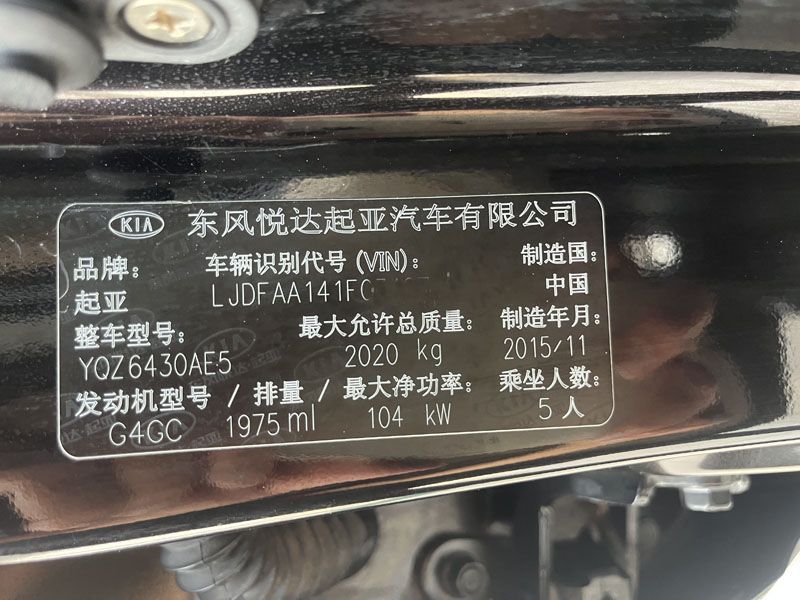 KIA 东风悦达起亚汽车有限公司
品牌: 车辆识别代号 (VIN): 制造国:
起亚 LJDFAA141F 中国
整车型号: 最大允许总质量: 制造年月:
YQZ6430AE5 2020 kg 2015/11
发动机型号 / 排量 / 最大净功率: 乘坐人数:
G4GC 1975 ml 104 kW 5 人